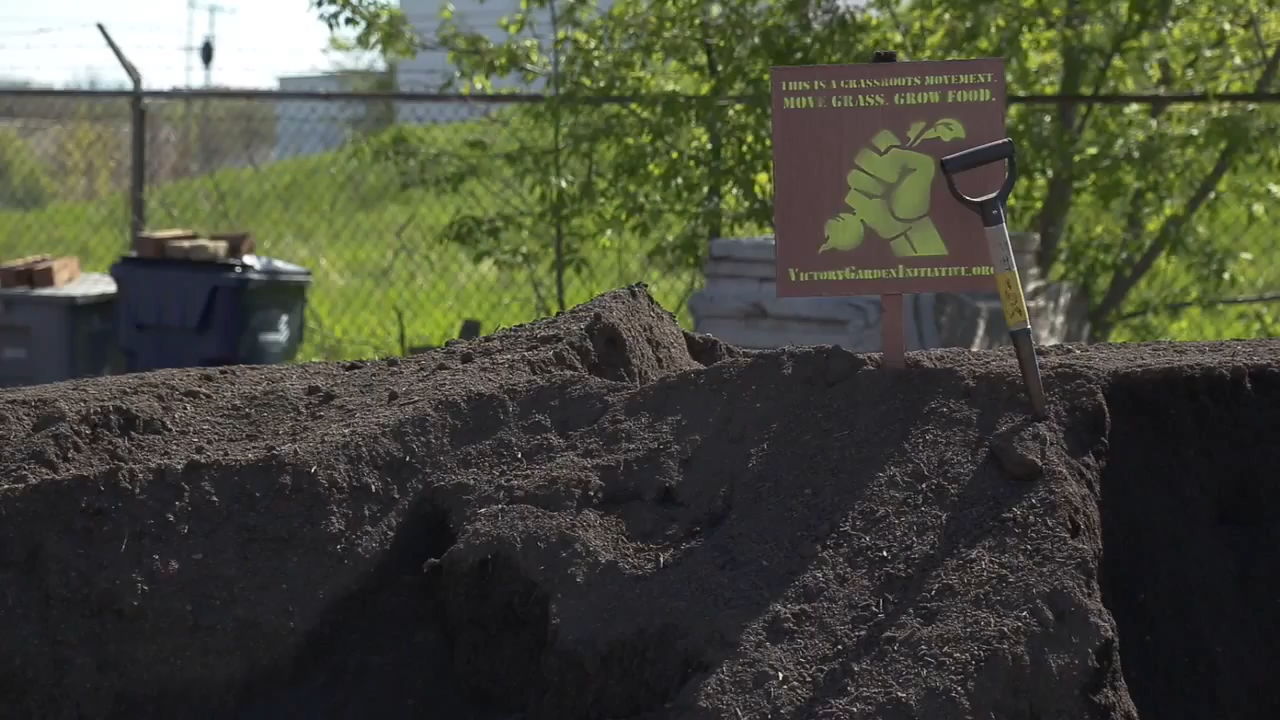 THIS IS A GRASSROOTS MOVEMENT.
MOVE GRASS. GROW FOOD.
VICTORYGARDENINITIATIVE.ORG